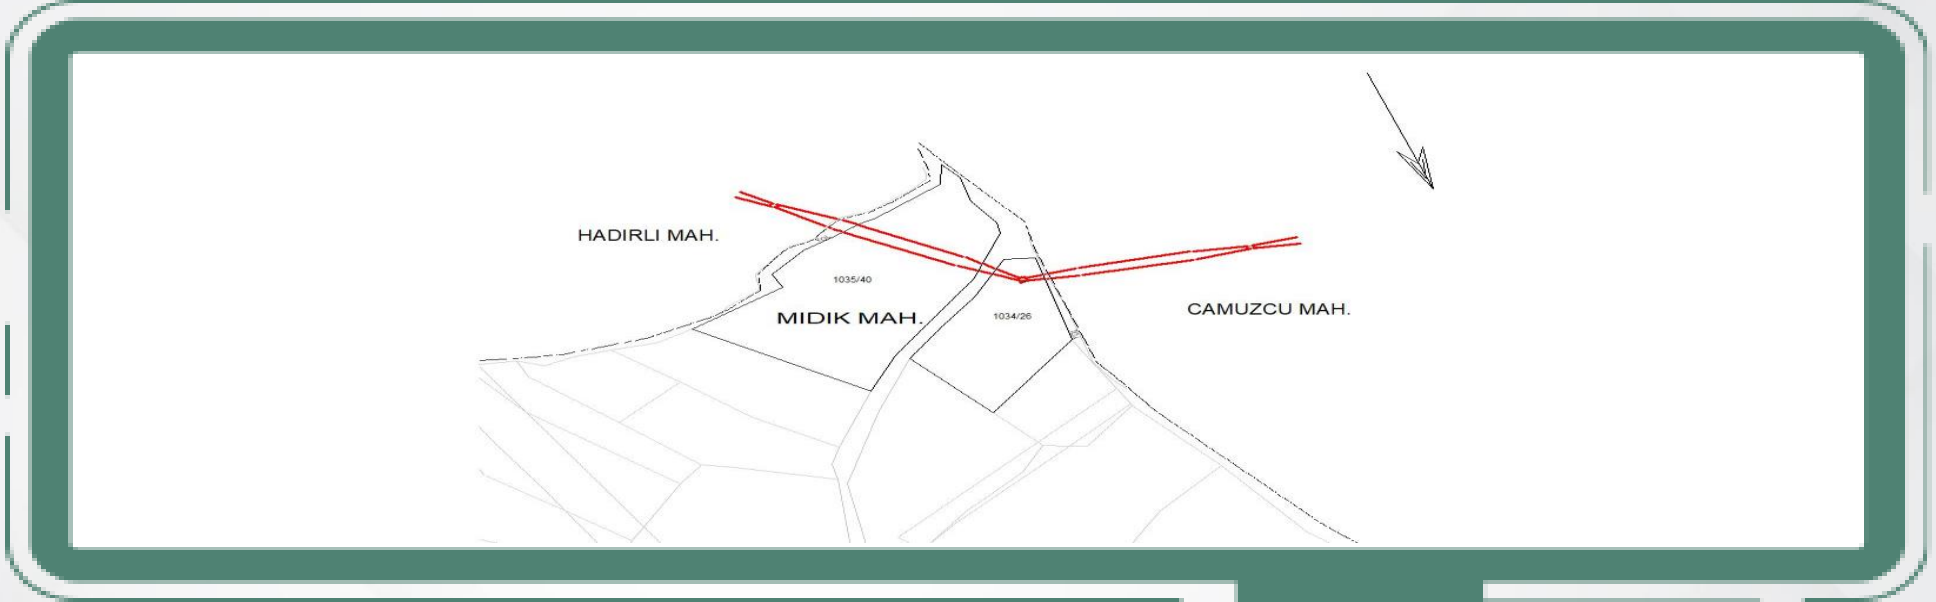 HADIRLI MAH.
1035/40
MIDIK MAH.
1034/26
CAMUZCU MAH.